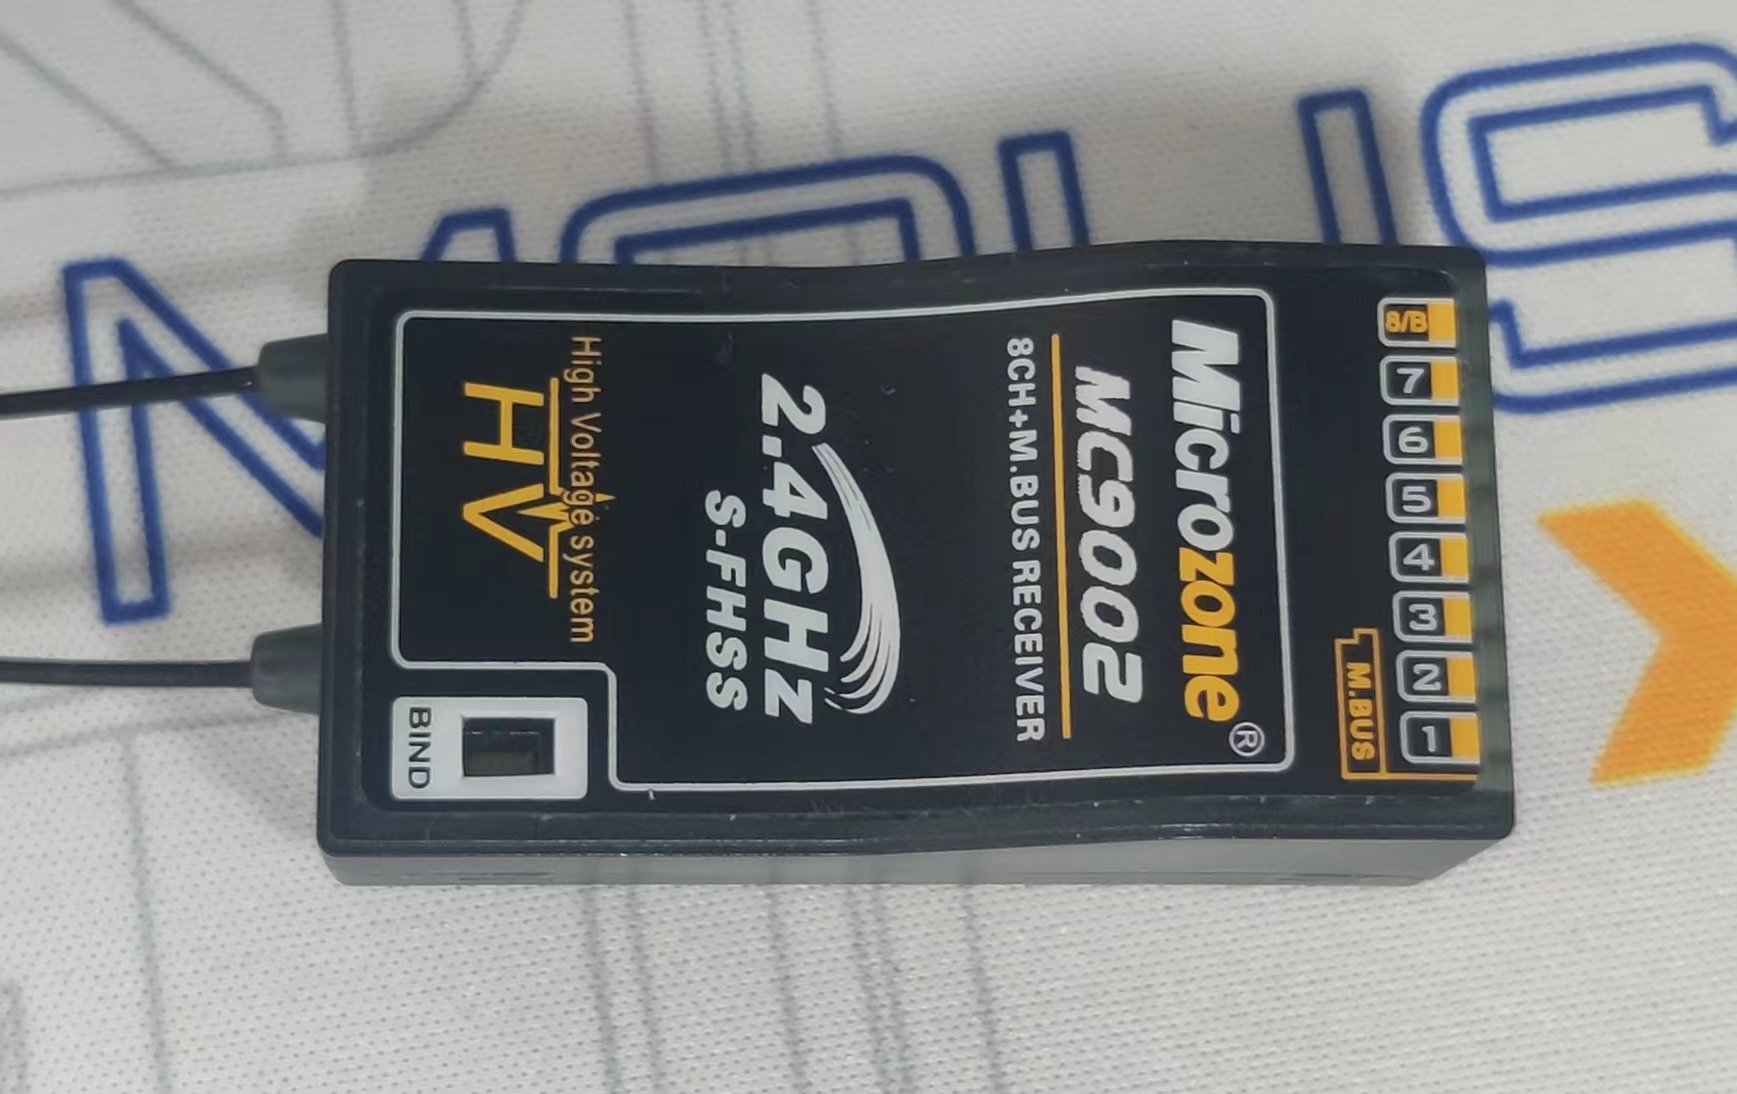 8/B
7
6
5
4
3
2
1
M.BUS
Microzone®
MC9002
8CH+M.BUS RECEIVER
2.4GHz
S-FHSS
High Voltage system
HV
BIND